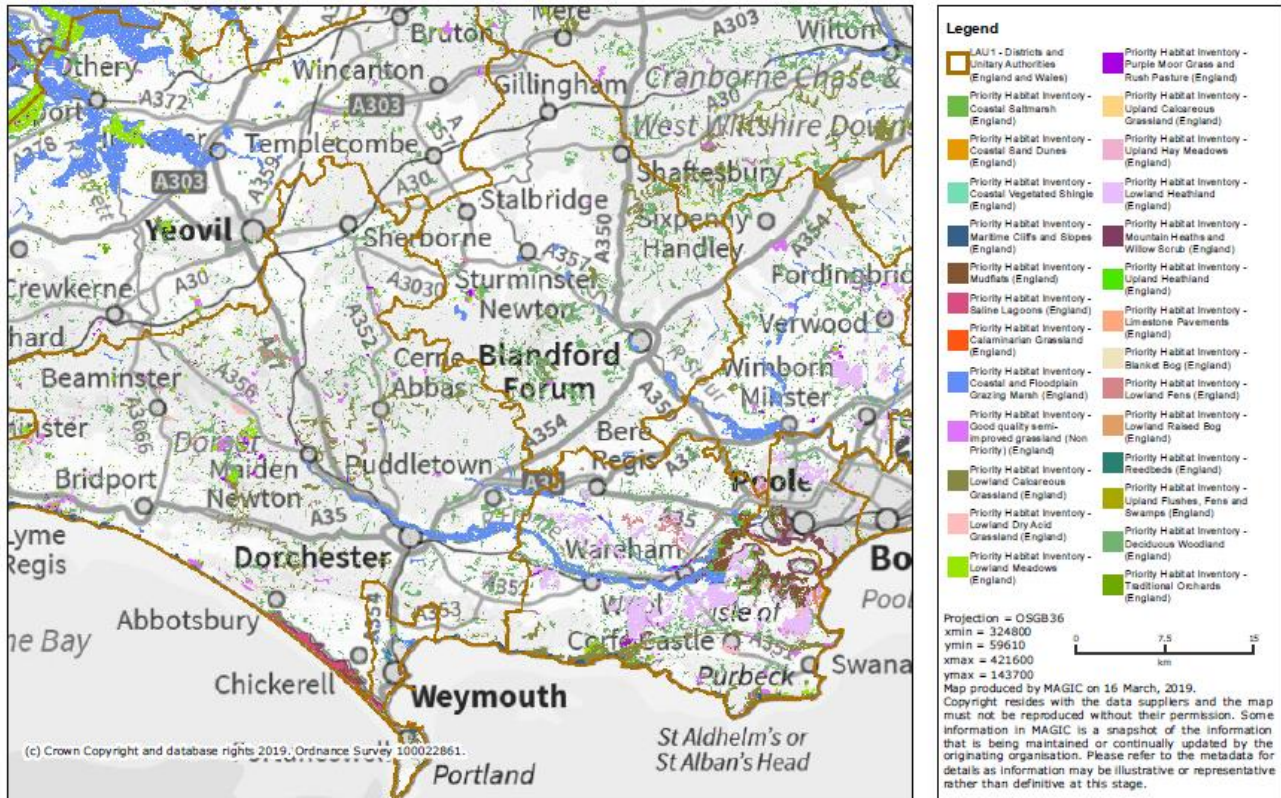 Bruton
Mere
A303
Wilton
Othery
Wincanton
Gillingham
Cranborne Chase &
A372
A303
A30
West Wiltshire Downs
A378
Templecombe
A357
A303
A359
A30
Shaftesbury
Stalbridge
A350
Yeovil
Sherborne
Sixpenny
Handley
A354
A30
A3030
Sturminster
Newton
A357
Fordingbrid
Crewkerne
A352
Verwood
hard
A37
Cerne
Abbas
Blandford
Forum
R Stour
Wimborn
Minster
Beaminster
A356
A3066
A354
A35
Dorset
Bere
Regis
Bridport
Maiden
Newton
Puddletown
Poole
A35
A35
Lyme
Regis
Dorchester
Wareham
Bo
A352
Wool
Isle of
Pool
Abbotsbury
A354
A353
Corfe Castle
A351
ne Bay
Purbeck
Swana
Chickerell
Weymouth
St Aldhelm's or
St Alban's Head
(c) Crown Copyright and database rights 2019. Ordnance Survey 100022861.
Portland
Legend
LAU1 - Districts and
Unitary Authorities
(England and Wales)
Priority Habitat Inventory -
Coastal Saltmarsh
(England)
Priority Habitat Inventory -
Coastal Sand Dunes
(England)
Priority Habitat Inventory -
Coastal Vegetated Shingle
(England)
Priority Habitat Inventory -
Maritime Cliffs and Slopes
(England)
Priority Habitat Inventory -
Mudflats (England)
Priority Habitat Inventory -
Saline Lagoons (England)
Priority Habitat Inventory -
Calaminarian Grassland
(England)
Priority Habitat Inventory -
Coastal and Floodplain
Grazing Marsh (England)
Priority Habitat Inventory -
Good quality semi-
improved grassland (Non
Priority) (England)
Priority Habitat Inventory -
Lowland Calcareous
Grassland (England)
Priority Habitat Inventory -
Lowland Dry Acid
Grassland (England)
Priority Habitat Inventory -
Lowland Meadows
(England)
Priority Habitat Inventory -
Purple Moor Grass and
Rush Pasture (England)
Priority Habitat Inventory -
Upland Calcareous
Grassland (England)
Priority Habitat Inventory -
Upland Hay Meadows
(England)
Priority Habitat Inventory -
Lowland Heathland
(England)
Priority Habitat Inventory -
Mountain Heaths and
Willow Scrub (England)
Priority Habitat Inventory -
Upland Heathland
(England)
Priority Habitat Inventory -
Limestone Pavements
(England)
Priority Habitat Inventory -
Blanket Bog (England)
Priority Habitat Inventory -
Lowland Fens (England)
Priority Habitat Inventory -
Lowland Raised Bog
(England)
Priority Habitat Inventory -
Reedbeds (England)
Priority Habitat Inventory -
Upland Flushes, Fens and
Swamps (England)
Priority Habitat Inventory -
Deciduous Woodland
(England)
Priority Habitat Inventory -
Traditional Orchards
(England)
Projection = OSGB36
xmin = 324800
ymin = 59610
xmax = 421600
ymax = 143700
0 7.5 15
km
Map produced by MAGIC on 16 March, 2019.
Copyright resides with the data suppliers and the map
must not be reproduced without their permission. Some
information in MAGIC is a snapshot of the information
that is being maintained or continually updated by the
originating organisation. Please refer to the metadata for
details as information may be illustrative or representative
rather than definitive at this stage.